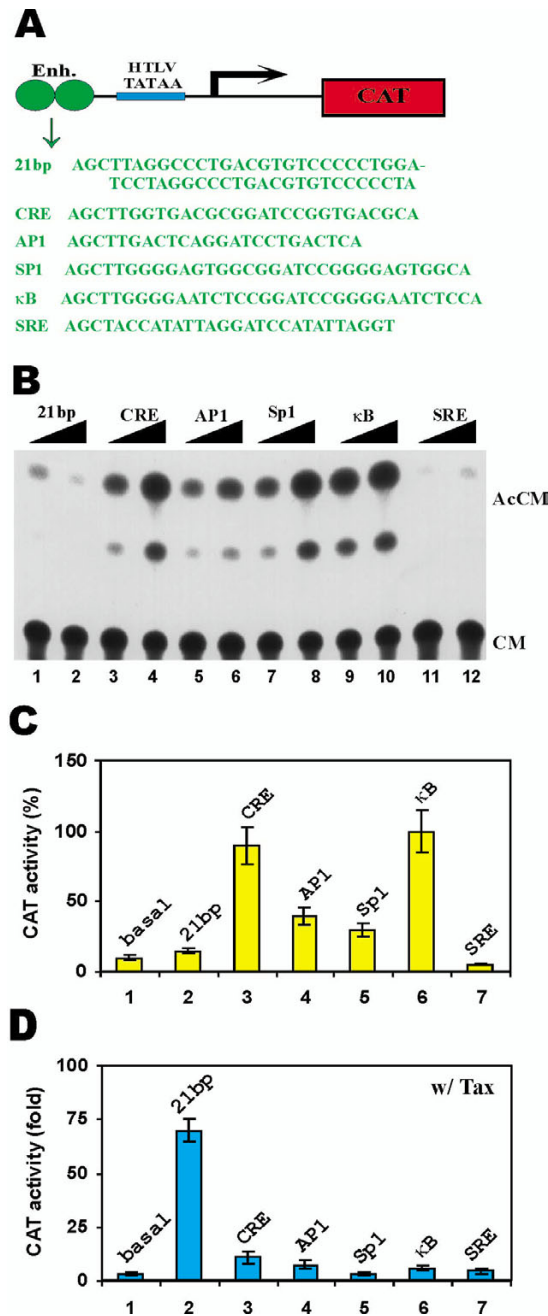 A
Enh.
HTLV
TATAA
CAT
21bp AGCTTAGGCCCTGACGTGTCCCCCTGGA-
TCCTAGGCCCTGACGTGTCCCCCTA
CRE AGCTTGGTGACGCGGATCCGGTGACGCA
AP1 AGCTTGACTCAGGATCCTGACTCA
SP1 AGCTTGGGGAGTGGCGGATCCGGGGAGTGGCA
κB AGCTTGGGGAATCTCCGGATCCGGGGAATCTCCA
SRE AGCTACCATATTAGGATCCATATTAGGT
B
21bp CRE AP1 Sp1 κB SRE
AcCM
CM
1 2 3 4 5 6 7 8 9 10 11 12
C
CAT activity (%)
150
100
50
0
basal 21bp CRE AP1 Sp1 κB SRE
1 2 3 4 5 6 7
D
w/ Tax
CAT activity (fold)
100
75
50
25
0
basal 21bp CRE AP1 Sp1 κB SRE
1 2 3 4 5 6 7